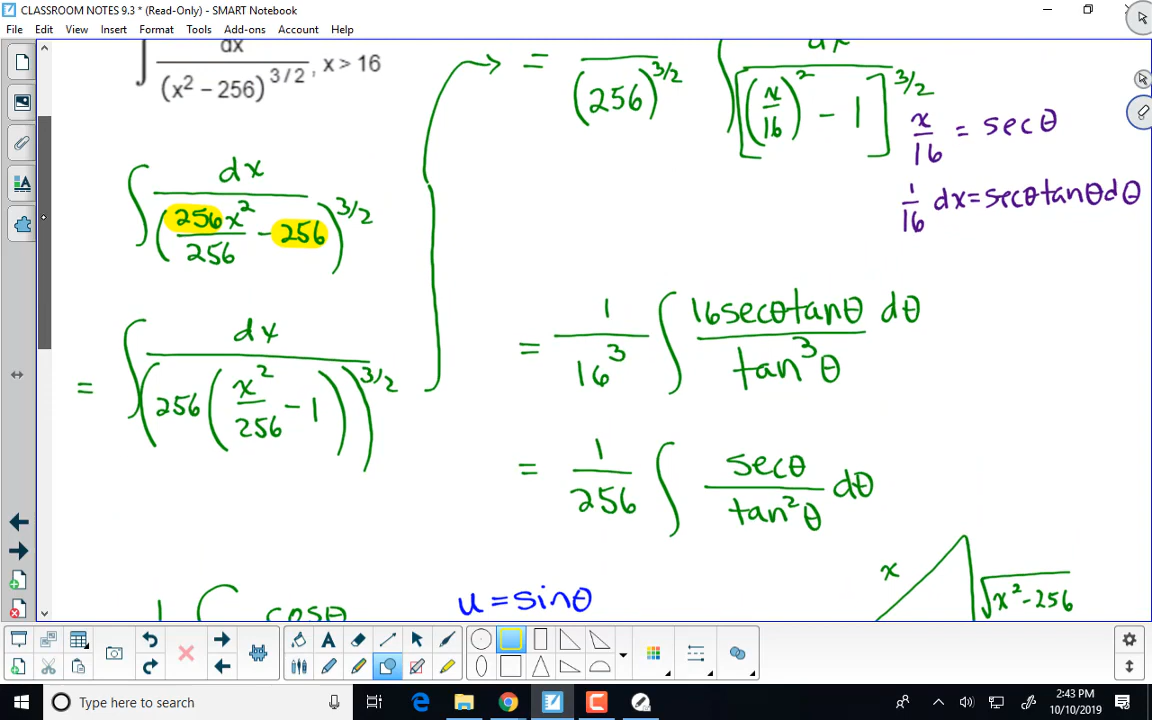 CLASSROOM NOTES 9.3 * (Read-Only) - SMART Notebook
File Edit View Insert Format Tools Add-ons Account Help
∫ dx / (x² – 256)^3/2, x > 16
∫ dx / (256x²/256 - 256)^3/2
= ∫ dx / (256(x²/256 - 1))^3/2
= / (256)^3/2 ∫ dx / [(x/16)² - 1]^3/2
x/16 = secθ
1/16 dx = secθtanθdθ
= 1/16³ ∫ 16secθtanθ dθ / tan³θ
= 1/256 ∫ secθ/tan²θ dθ
1 ∫ cosθ
u = sinθ
x
√x²-256
Type here to search
2:43 PM
10/10/2019